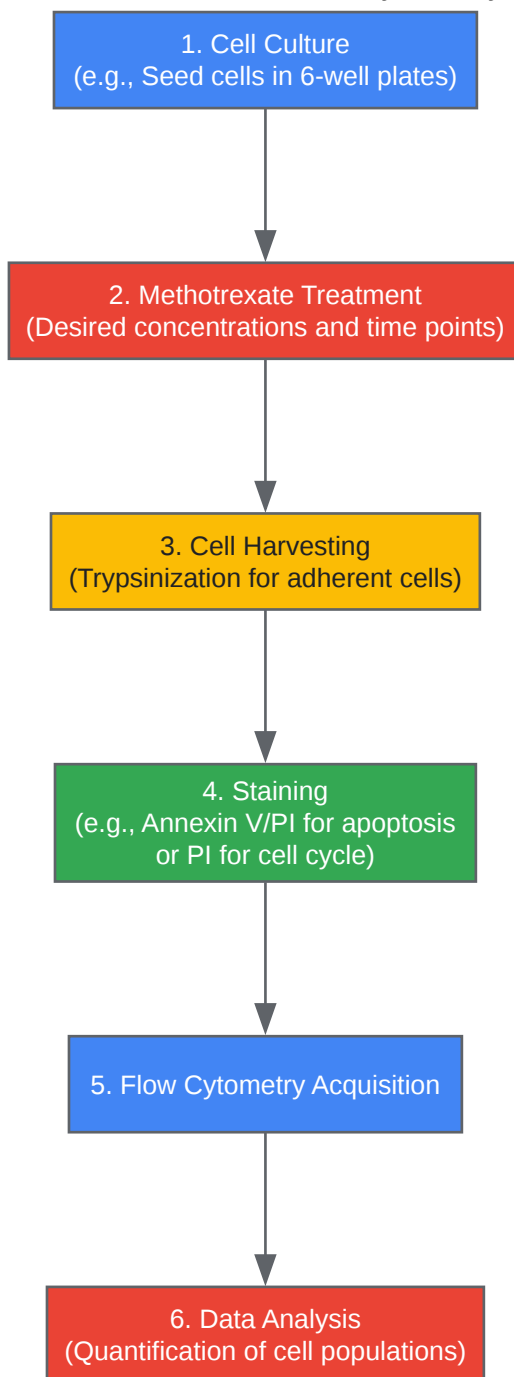 1. Cell Culture
(e.g., Seed cells in 6-well plates)
2. Methotrexate Treatment
(Desired concentrations and time points)
3. Cell Harvesting
(Trypsinization for adherent cells)
4. Staining
(e.g., Annexin V/PI for apoptosis
or PI for cell cycle)
5. Flow Cytometry Acquisition
6. Data Analysis
(Quantification of cell populations)